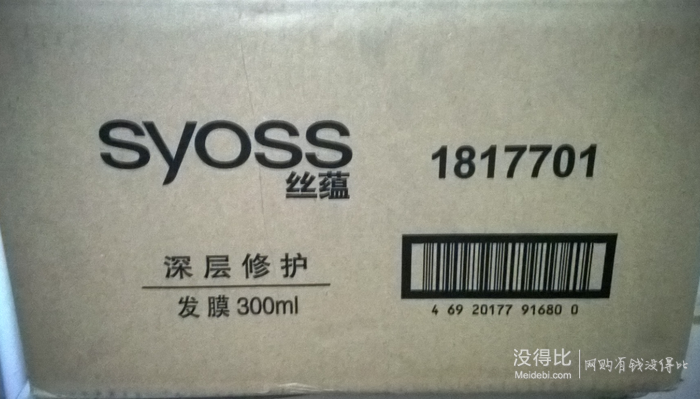 syoss
丝蕴
1817701
深层修护
发膜 300ml
4 69 20177 91680 0
没得比
Meidebi.com
网购有钱没得比